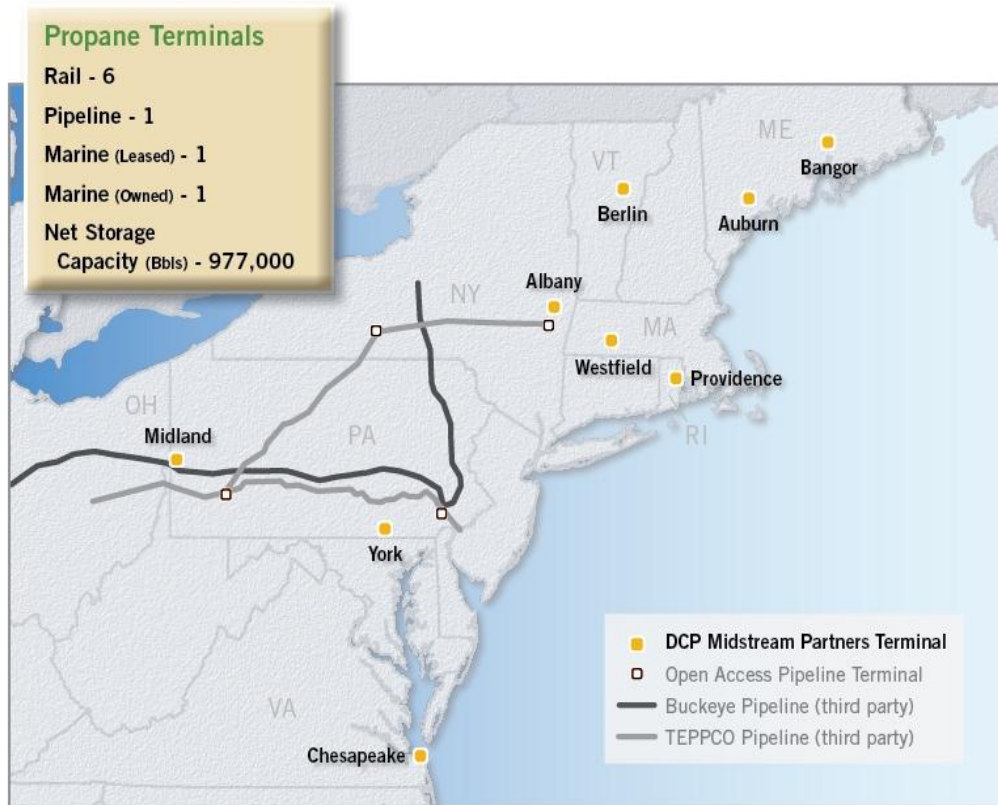 Propane Terminals
Rail - 6
Pipeline - 1
Marine (Leased) - 1
Marine (Owned) - 1
Net Storage
Capacity (Bbls) - 977,000
ME
Bangor
VT
Berlin
Auburn
Albany
NY
MA
Westfield
Providence
OH
Midland
PA
RI
York
VA
Chesapeake
DCP Midstream Partners Terminal
Open Access Pipeline Terminal
Buckeye Pipeline (third party)
TEPPCO Pipeline (third party)